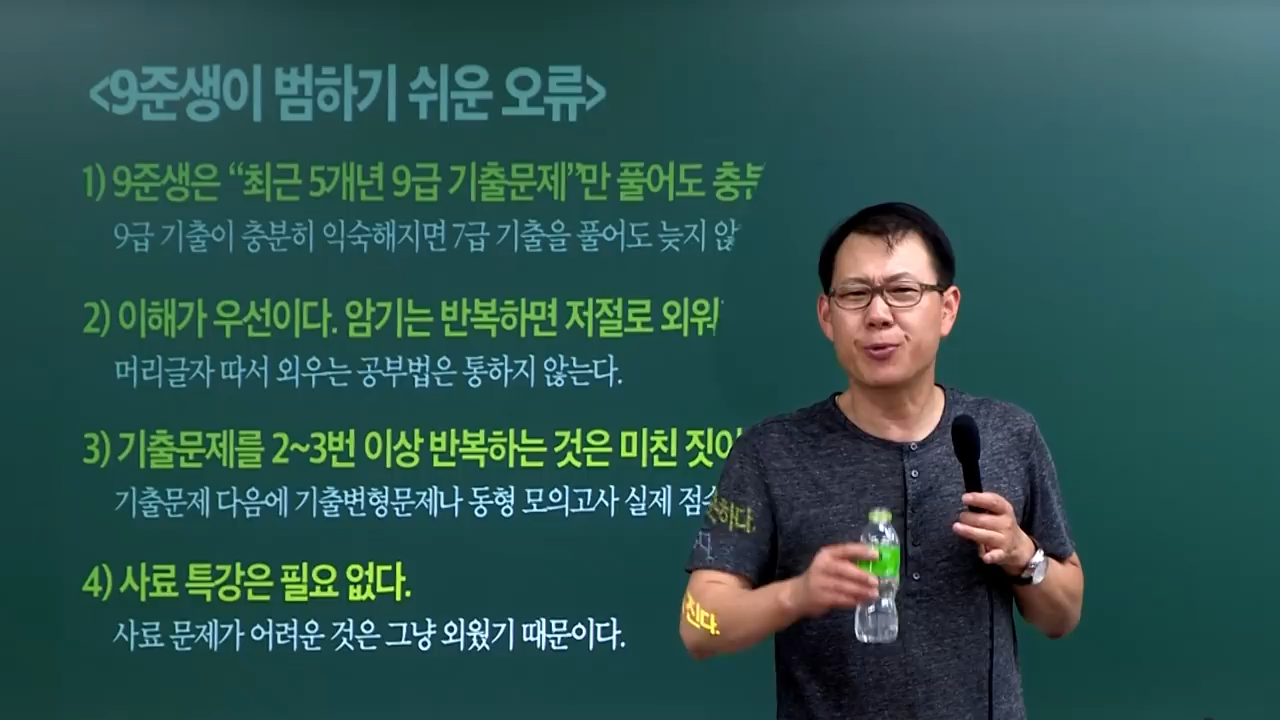 <9준생이 범하기 쉬운 오류>
1) 9준생은 “최근 5개년 9급 기출문제”만 풀어도 충분
9급 기출이 충분히 익숙해지면 7급 기출을 풀어도 늦지 않
2) 이해가 우선이다. 암기는 반복하면 저절로 외워
머리글자 따서 외우는 공부법은 통하지 않는다.
3) 기출문제를 2~3번 이상 반복하는 것은 미친 짓이
기출문제 다음에 기출변형문제나 동형 모의고사 실제 점수
하다.
4) 사료 특강은 필요 없다.
진다.
사료 문제가 어려운 것은 그냥 외웠기 때문이다.